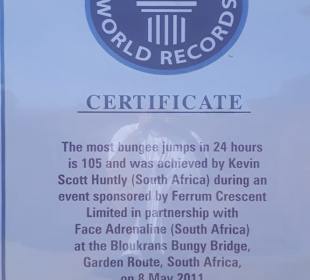 WORLD RECORDS
CERTIFICATE
The most bungee jumps in 24 hours
is 105 and was achieved by Kevin
Scott Huntly (South Africa) during an
event sponsored by Ferrum Crescent
Limited in partnership with
Face Adrenaline (South Africa)
at the Bloukrans Bungy Bridge,
Garden Route, South Africa,
on 8 May 2011